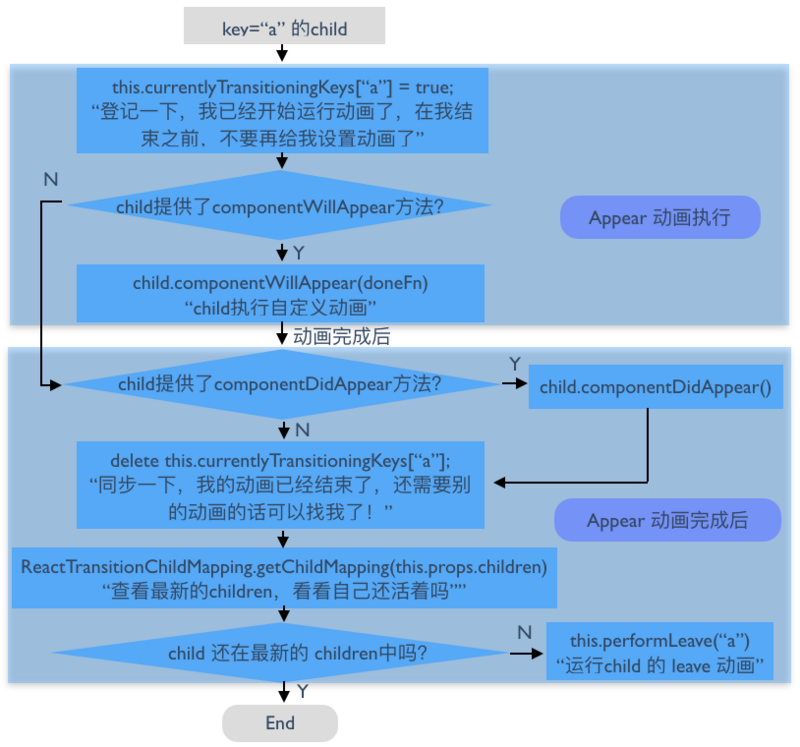 key=“a” 的child
this.currentlyTransitioningKeys[“a”] = true;
“登记一下，我已经开始运行动画了，在我结
束之前，不要再给我设置动画了”
N
child提供了componentWillAppear方法？
Appear 动画执行
Y
child.componentWillAppear(doneFn)
“child执行自定义动画”
动画完成后
child提供了componentDidAppear方法？
Y
child.componentDidAppear()
N
delete this.currentlyTransitioningKeys[“a”];
“同步一下，我的动画已经结束了，还需要别
的动画的话可以找我了！”
Appear 动画完成后
ReactTransitionChildMapping.getChildMapping(this.props.children)
“查看最新的children，看看自己还活着吗””
child 还在最新的 children中吗？
N
this.performLeave(“a”)
“运行child 的 leave 动画”
Y
End